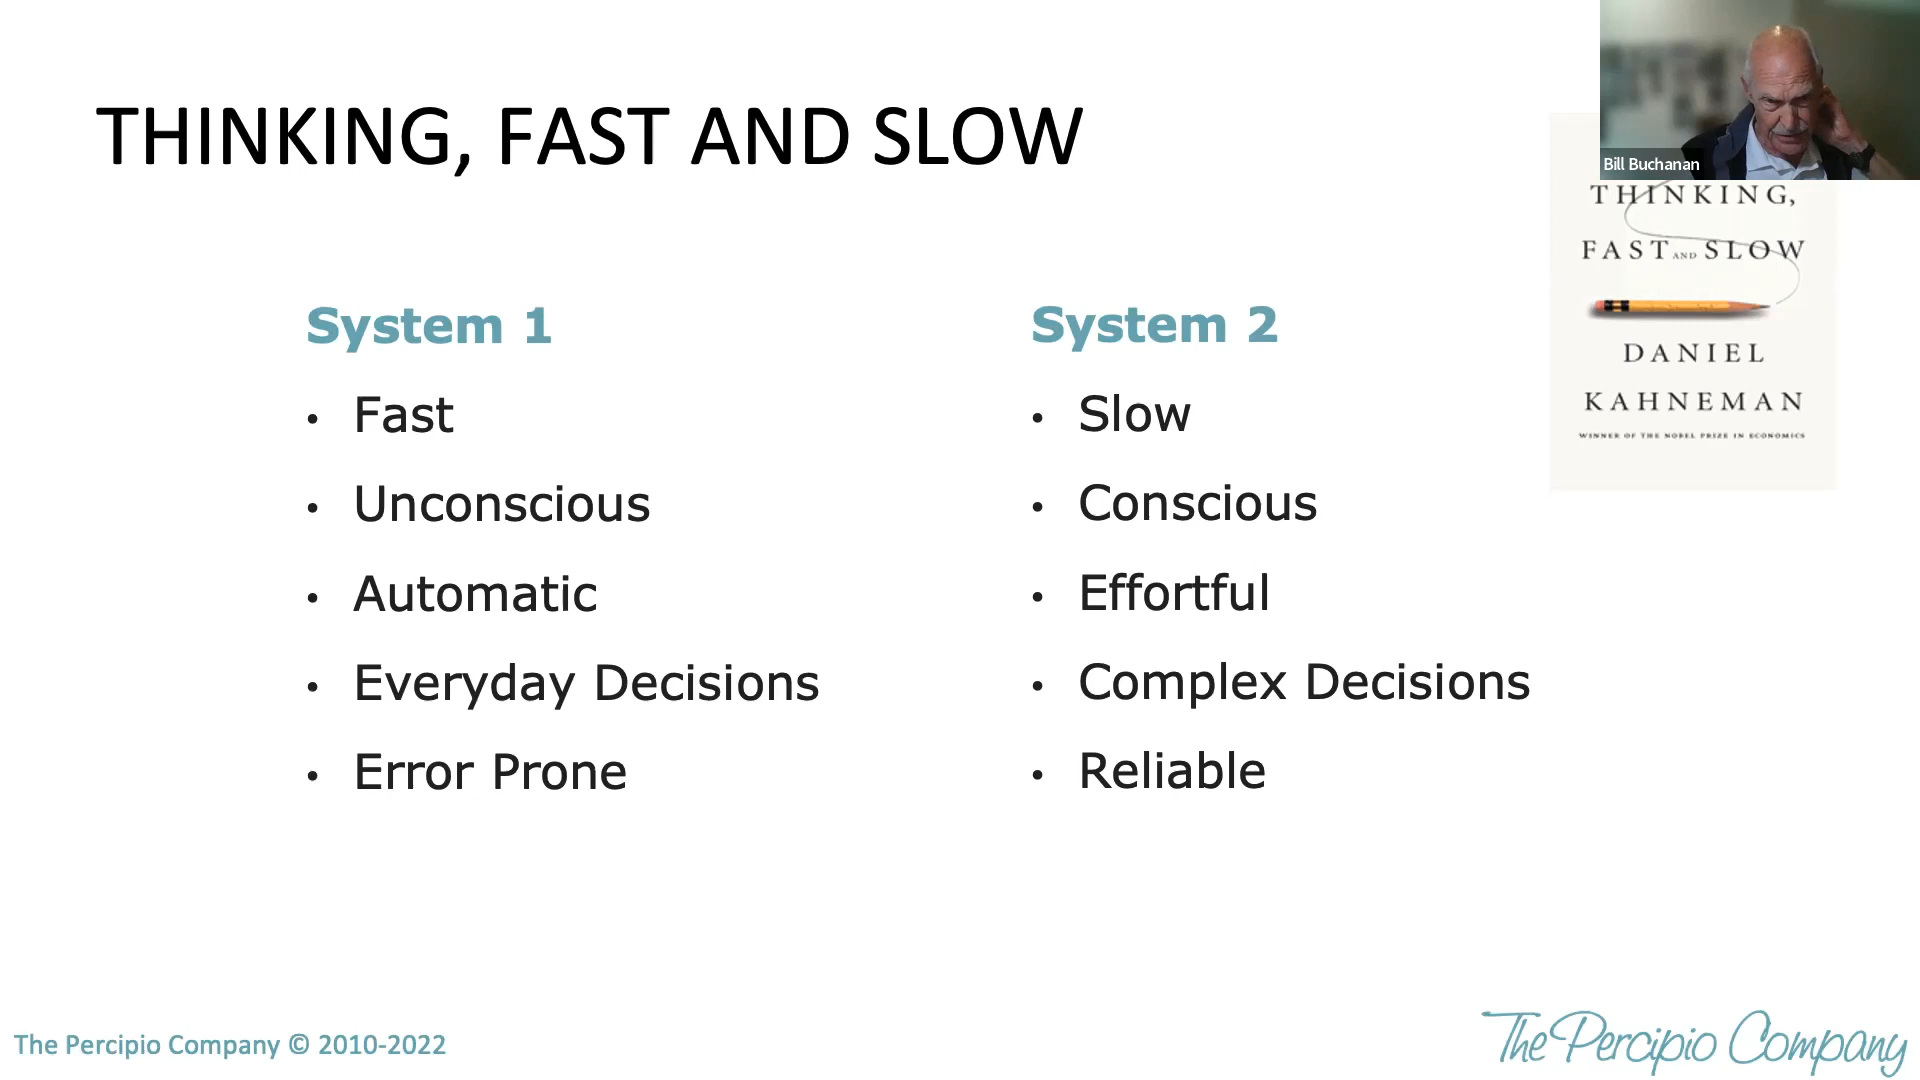 THINKING, FAST AND SLOW
Bill Buchanan
THINKING,
FAST AND SLOW
DANIEL
KAHNEMAN
WINNER OF THE NOBEL PRIZE IN ECONOMICS
System 1
• Fast
• Unconscious
• Automatic
• Everyday Decisions
• Error Prone
System 2
• Slow
• Conscious
• Effortful
• Complex Decisions
• Reliable
The Percipio Company © 2010-2022
The Percipio Company